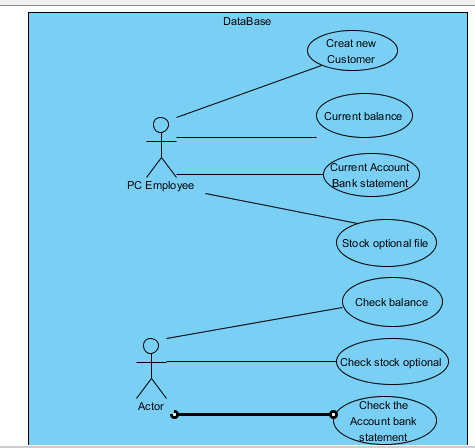 DataBase
Creat new
Customer
Current balance
PC Employee
Current Account
Bank statement
Stock optional file
Check balance
Check stock optional
Actor
Check the
Account bank
statement